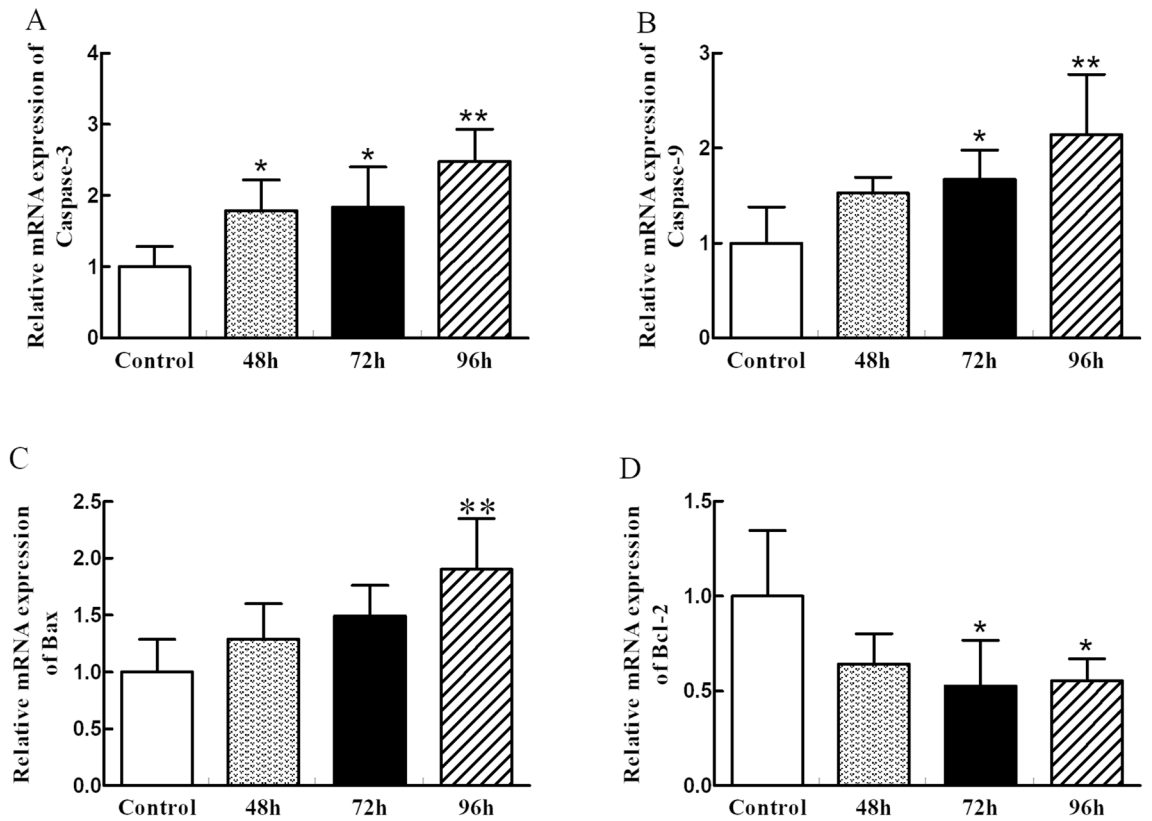 A
Relative mRNA expression of
Caspase-3
4
3
2
1
0
*
*
**
Control 48h 72h 96h
B
Relative mRNA expression of
Caspase-9
3
2
1
0
*
**
Control 48h 72h 96h
C
Relative mRNA expression
of Bax
2.5
2.0
1.5
1.0
0.5
0.0
**
Control 48h 72h 96h
D
Relative mRNA expression
of Bcl-2
1.5
1.0
0.5
0.0
*
*
Control 48h 72h 96h